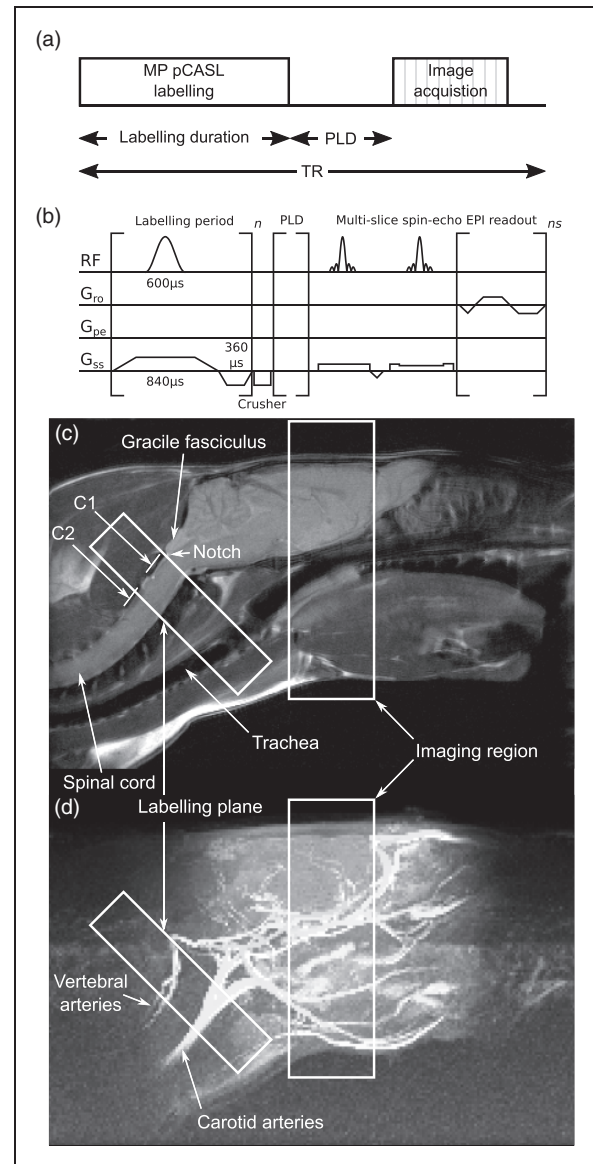 (a)
MP pCASL
labelling
Image
acquistion
Labelling duration
PLD
TR
(b)
Labelling period
n
PLD
Multi-slice spin-echo EPI readout
ns
RF
600μs
Gro
Gpe
Gss
360
μs
840μs
Crusher
(c)
Gracile fasciculus
C1
C2
Notch
Trachea
Imaging region
Spinal cord
Labelling plane
(d)
Vertebral
arteries
Carotid arteries